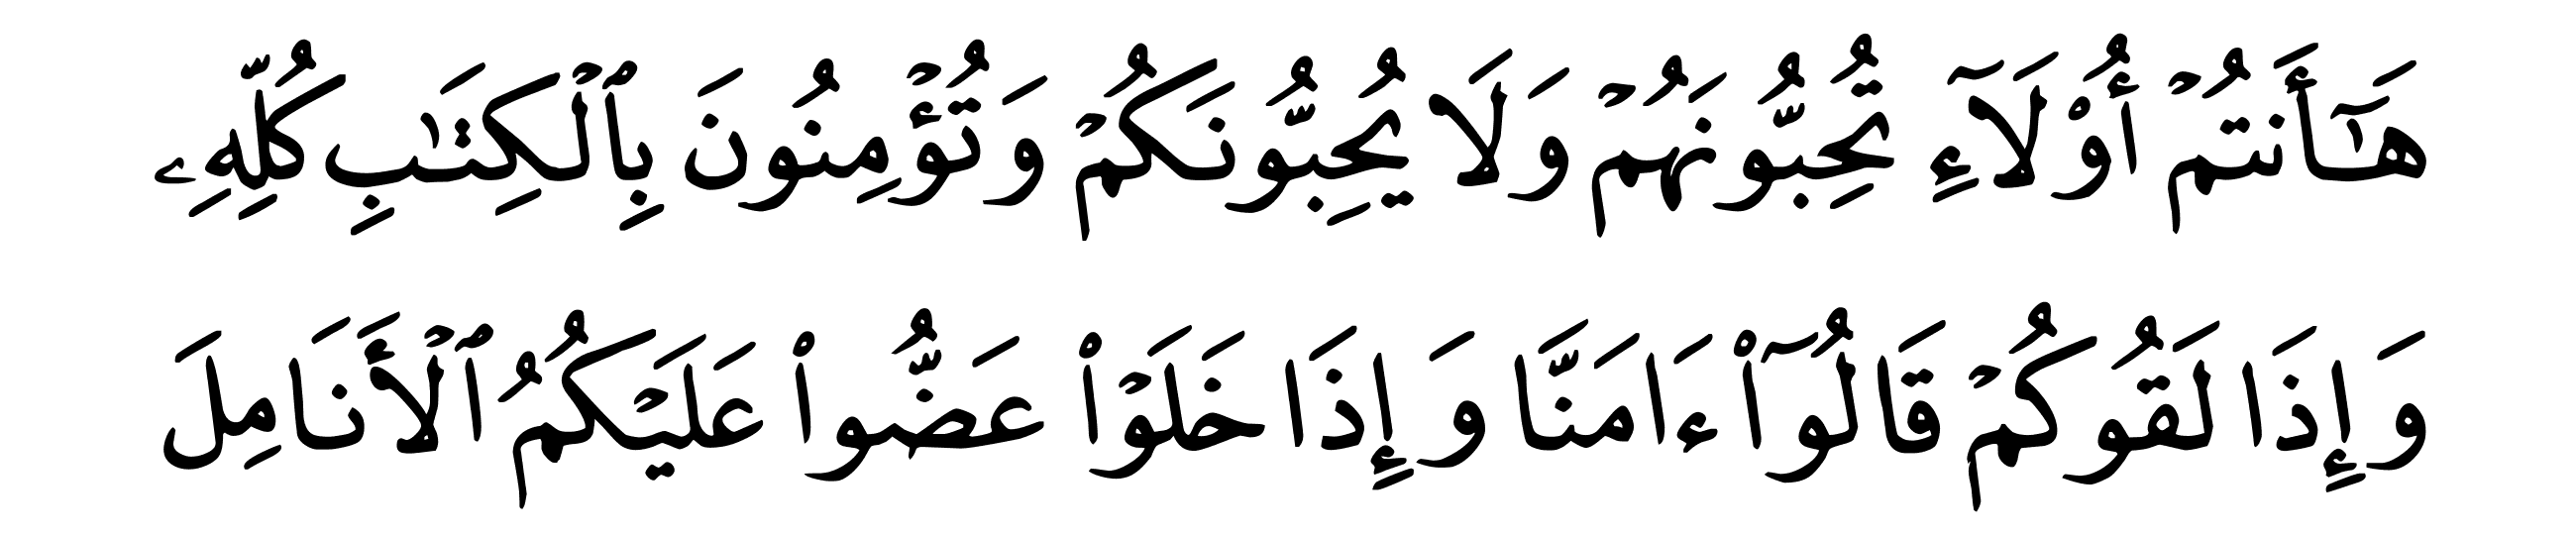 هَـٰٓأَنتُمْ أُو۟لَآءِ تُحِبُّونَهُمْ وَلَا يُحِبُّونَكُمْ وَتُؤْمِنُونَ بِٱلْكِتَـٰبِ كُلِّهِۦ
وَإِذَا لَقُوكُمْ قَالُوٓا۟ ءَامَنَّا وَإِذَا خَلَوْا۟ عَضُّوا۟ عَلَيْكُمُ ٱلْأَنَامِلَ